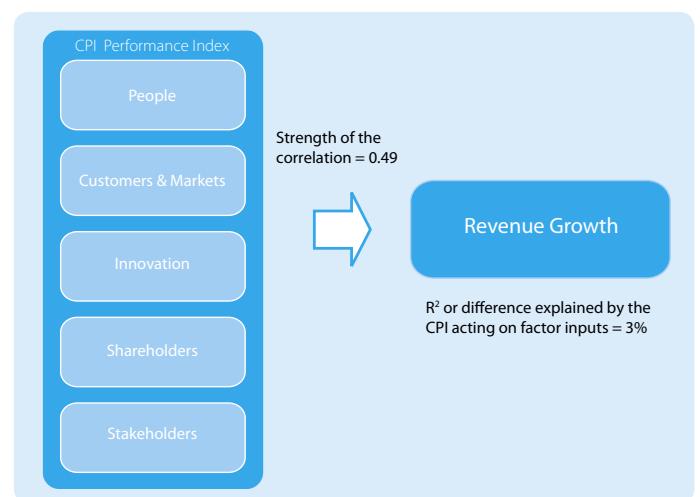 CPI Performance Index
People
Customers & Markets
Innovation
Shareholders
Stakeholders
Strength of the
correlation = 0.49
Revenue Growth
R² or difference explained by the
CPI acting on factor inputs = 3%